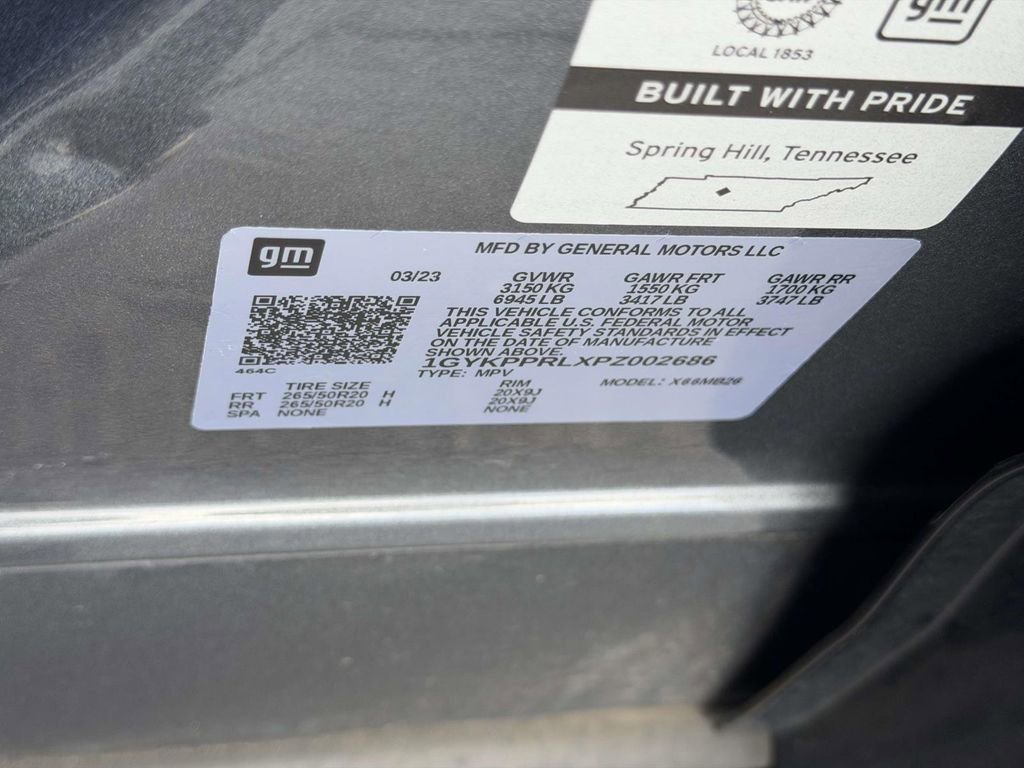 LOCAL 1853
gm
BUILT WITH PRIDE
Spring Hill, Tennessee
gm
MFD BY GENERAL MOTORS LLC
03/23 GVWR GAWR FRT GAWR RR
3150 KG 1550 KG 1700 KG
6945 LB 3417 LB 3747 LB
THIS VEHICLE CONFORMS TO ALL
APPLICABLE U.S. FEDERAL MOTOR
VEHICLE SAFETY STANDARDS IN EFFECT
ON THE DATE OF MANUFACTURE
SHOWN ABOVE.
1GYKPPRLXPZ002686
464C
TYPE: MPV MODEL: X66MB26
TIRE SIZE RIM
FRT 265/50R20 H 20X9J
RR 265/50R20 H 20X9J
SPA NONE NONE